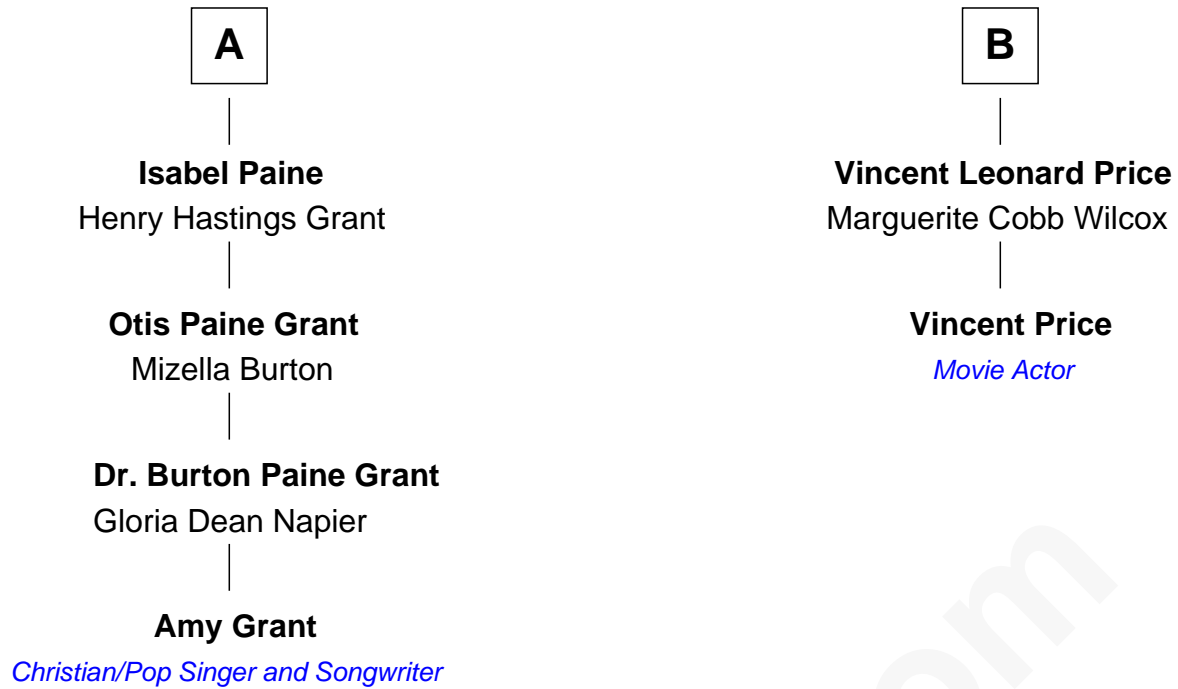 A
Isabel Paine
Henry Hastings Grant
Otis Paine Grant
Mizella Burton
Dr. Burton Paine Grant
Gloria Dean Napier
Amy Grant
Christian/Pop Singer and Songwriter
B
Vincent Leonard Price
Marguerite Cobb Wilcox
Vincent Price
Movie Actor
om